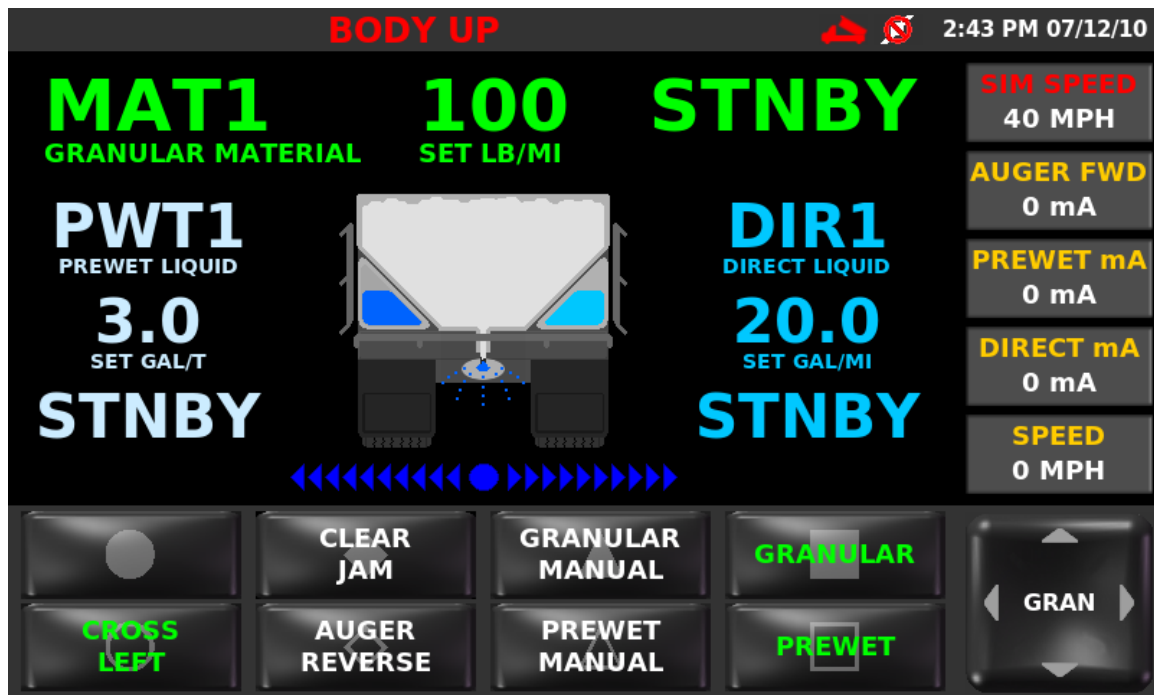 BODY UP
2:43 PM 07/12/10
MAT1
GRANULAR MATERIAL
100
SET LB/MI
STNBY
SIM SPEED
40 MPH
AUGER FWD
0 mA
PREWET mA
0 mA
DIRECT mA
0 mA
SPEED
0 MPH
PWT1
PREWET LIQUID
3.0
SET GAL/T
STNBY
DIR1
DIRECT LIQUID
20.0
SET GAL/MI
STNBY
CLEAR
JAM
GRANULAR
MANUAL
GRANULAR
CROSS
LEFT
AUGER
REVERSE
PREWET
MANUAL
PREWET
GRAN